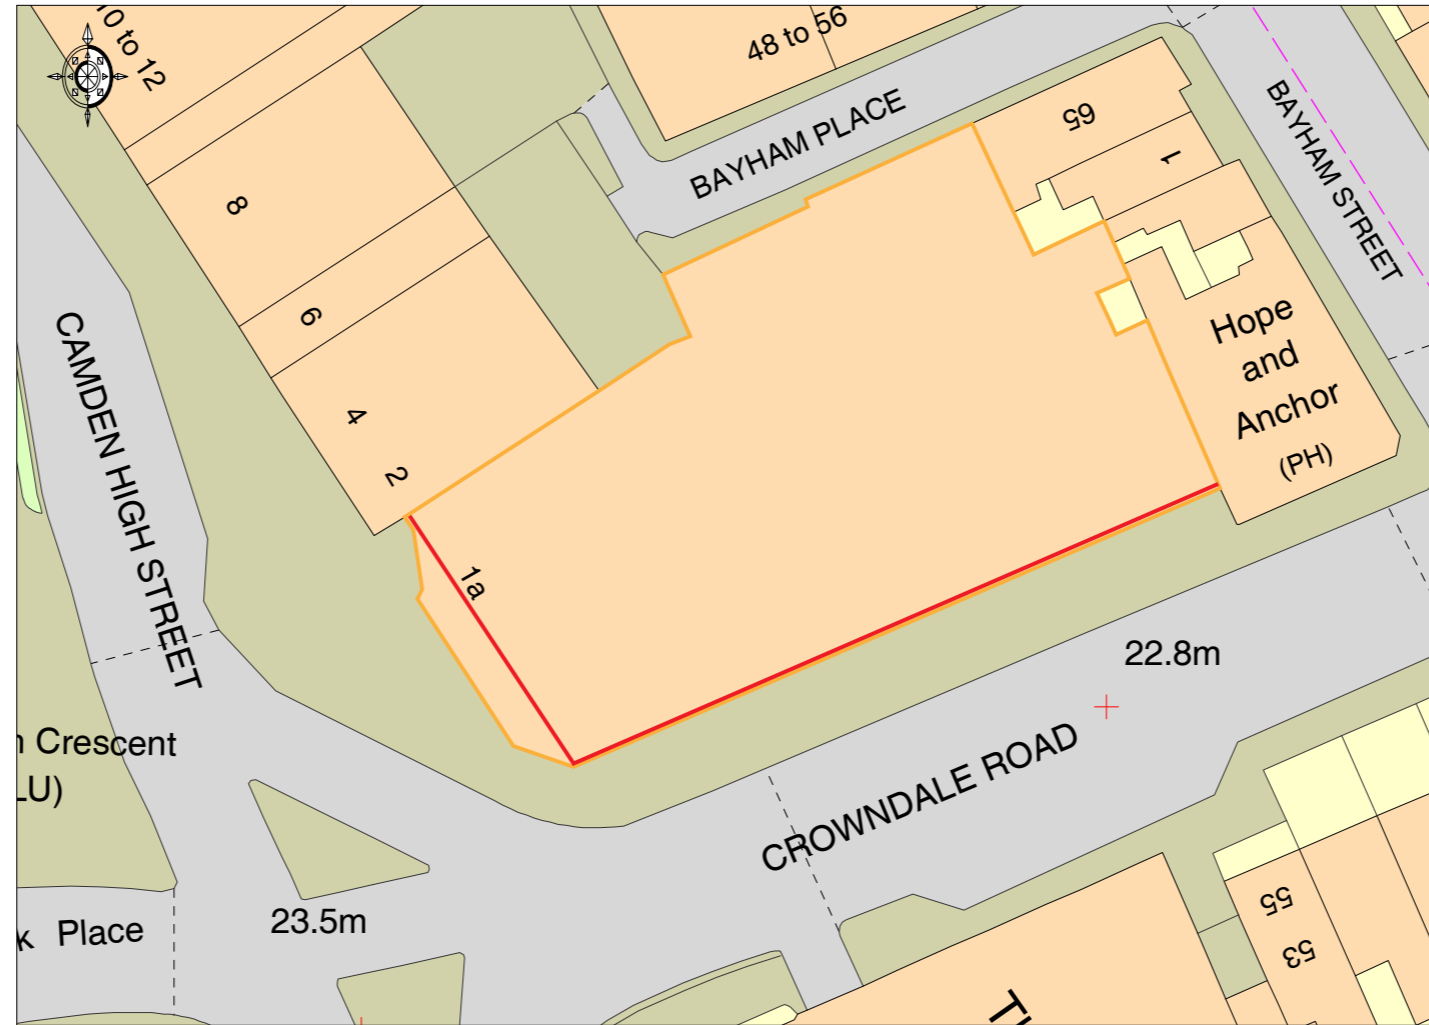 10 to 12
48 to 56
BAYHAM PLACE
65
1
BAYHAM STREET
8
6
4
2
CAMDEN HIGH STREET
Hope
and
Anchor
(PH)
1a
22.8m
CROWNDALE ROAD
Crescent
LU)
Place
23.5m
55
53